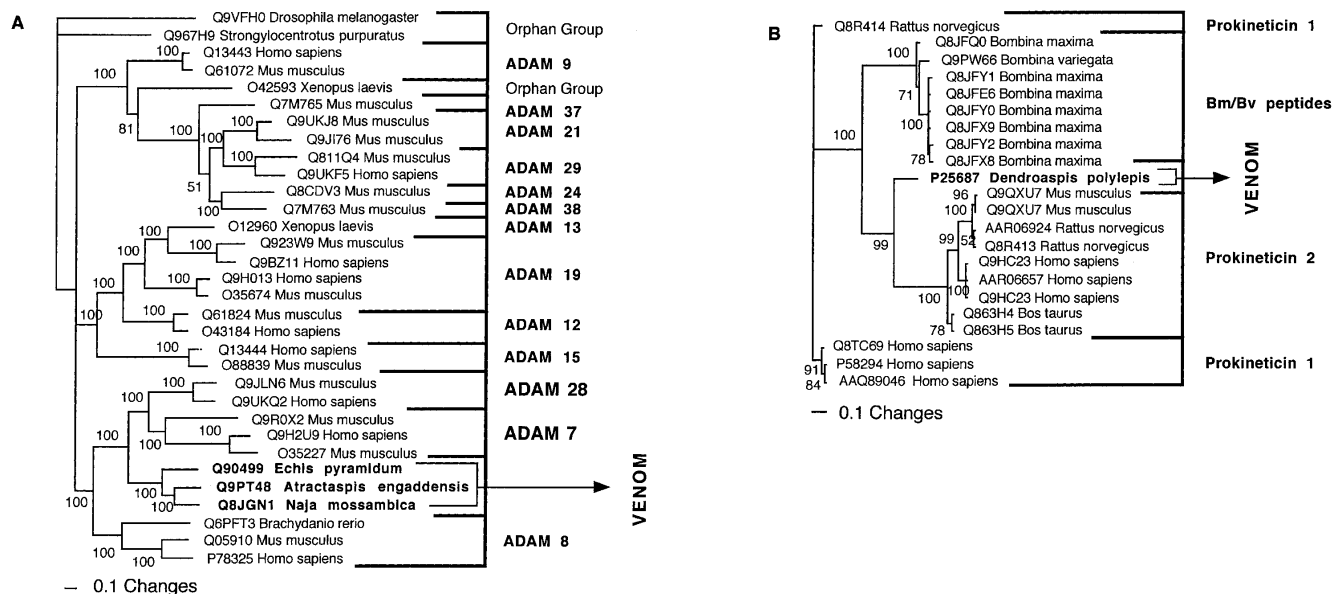 A
Q9VFH0 Drosophila melanogaster
Q967H9 Strongylocentrotus purpuratus
Orphan Group
100 Q13443 Homo sapiens
100 Q61072 Mus musculus
ADAM 9
O42593 Xenopus laevis
Orphan Group
81
Q7M765 Mus musculus
ADAM 37
100 100 100 Q9UKJ8 Mus musculus
Q9JI76 Mus musculus
ADAM 21
100 Q811Q4 Mus musculus
Q9UKF5 Homo sapiens
ADAM 29
51
Q8CDV3 Mus musculus
ADAM 24
100 Q7M763 Mus musculus
ADAM 38
O12960 Xenopus laevis
ADAM 13
100 100 Q923W9 Mus musculus
Q9BZ11 Homo sapiens
100
100 Q9H013 Homo sapiens
O35674 Mus musculus
ADAM 19
100 100 Q61824 Mus musculus
O43184 Homo sapiens
ADAM 12
100 Q13444 Homo sapiens
O88839 Mus musculus
ADAM 15
100 Q9JLN6 Mus musculus
Q9UKQ2 Homo sapiens
ADAM 28
100
Q9R0X2 Mus musculus
100 100 100 Q9H2U9 Homo sapiens
O35227 Mus musculus
ADAM 7
Q90499 Echis pyramidum
100 Q9PT48 Atractaspis engaddensis
100 100 Q8JGN1 Naja mossambica
VENOM
Q6PFT3 Brachydanio rerio
100 Q05910 Mus musculus
100 P78325 Homo sapiens
ADAM 8
0.1 Changes
B
Q8R414 Rattus norvegicus
Prokineticin 1
100 Q8JFQ0 Bombina maxima
Q9PW66 Bombina variegata
Q8JFY1 Bombina maxima
71 Q8JFE6 Bombina maxima
Q8JFY0 Bombina maxima
Bm/Bv peptides
100 100 Q8JFX9 Bombina maxima
Q8JFY2 Bombina maxima
78 Q8JFX8 Bombina maxima
P25687 Dendroaspis polylepis
VENOM
96 Q9QXU7 Mus musculus
100 Q9QXU7 Mus musculus
AAR06924 Rattus norvegicus
99 99 52 Q8R413 Rattus norvegicus
Q9HC23 Homo sapiens
Prokineticin 2
AAR06657 Homo sapiens
100 100 Q9HC23 Homo sapiens
Q863H4 Bos taurus
78 Q863H5 Bos taurus
Q8TC69 Homo sapiens
91 P58294 Homo sapiens
84 AAQ89046 Homo sapiens
Prokineticin 1
0.1 Changes